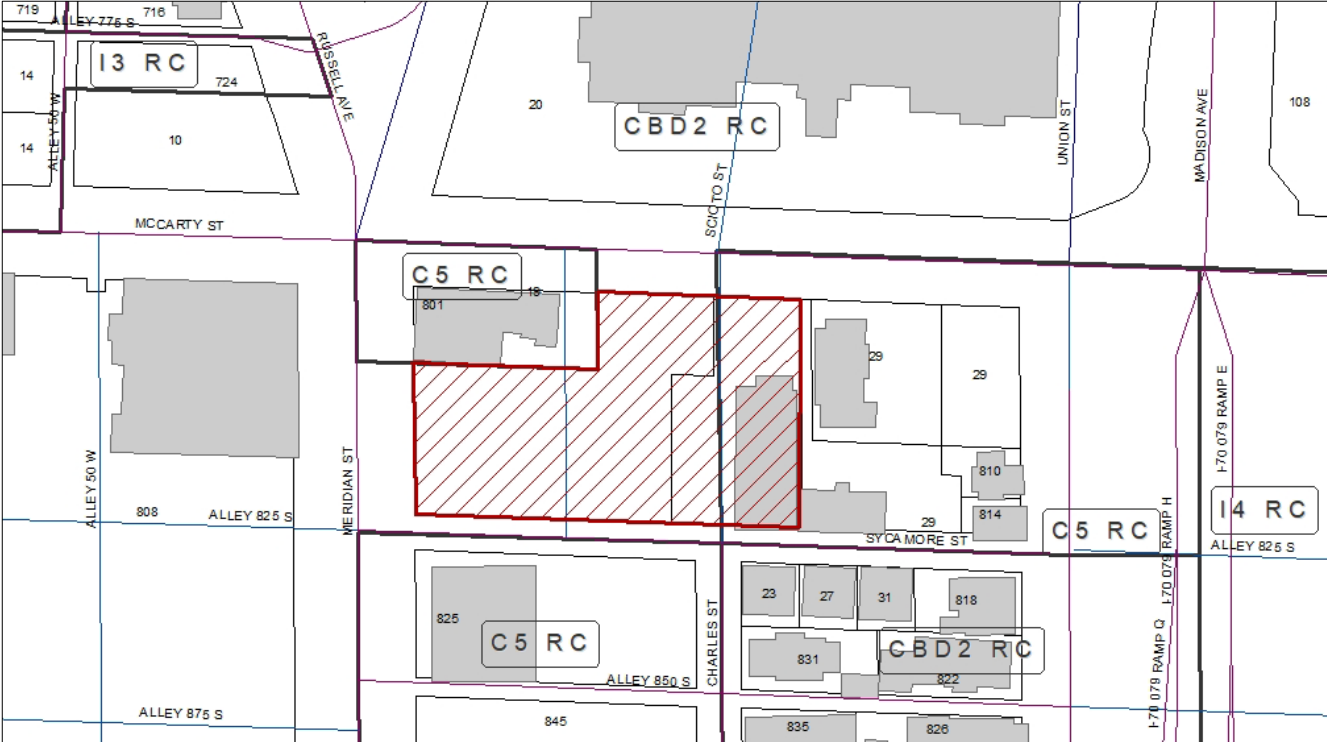 719
716
ALLEY 775 S
I3 RC
14
724
RUSSELL AVE
ALLEY 50 W
10
14
20
CBD2 RC
UNION ST
MADISON AVE
108
SCIOTO ST
MCCARTY ST
C5 RC
19
801
29
29
I-70 079 RAMP E
MERIDIAN ST
ALLEY 50 W
808
ALLEY 825 S
810
814
29
SYCAMORE ST
C5 RC
I4 RC
ALLEY 825 S
I-70 079 RAMP H
23
27
31
818
825
C5 RC
CHARLES ST
831
CBD2 RC
822
I-70 079 RAMP Q
ALLEY 850 S
ALLEY 875 S
845
835
826